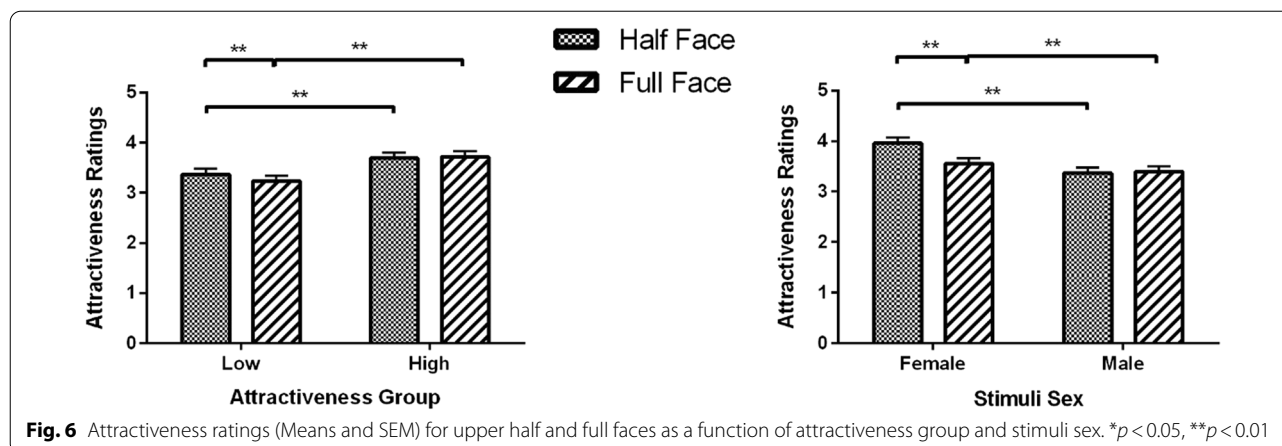 Half Face
Full Face
** **
**
5
4
3
2
1
0
Attractiveness Ratings
Low High
Attractiveness Group
** **
**
5
4
3
2
1
0
Attractiveness Ratings
Female Male
Stimuli Sex
Fig. 6 Attractiveness ratings (Means and SEM) for upper half and full faces as a function of attractiveness group and stimuli sex. *p < 0.05, **p < 0.01